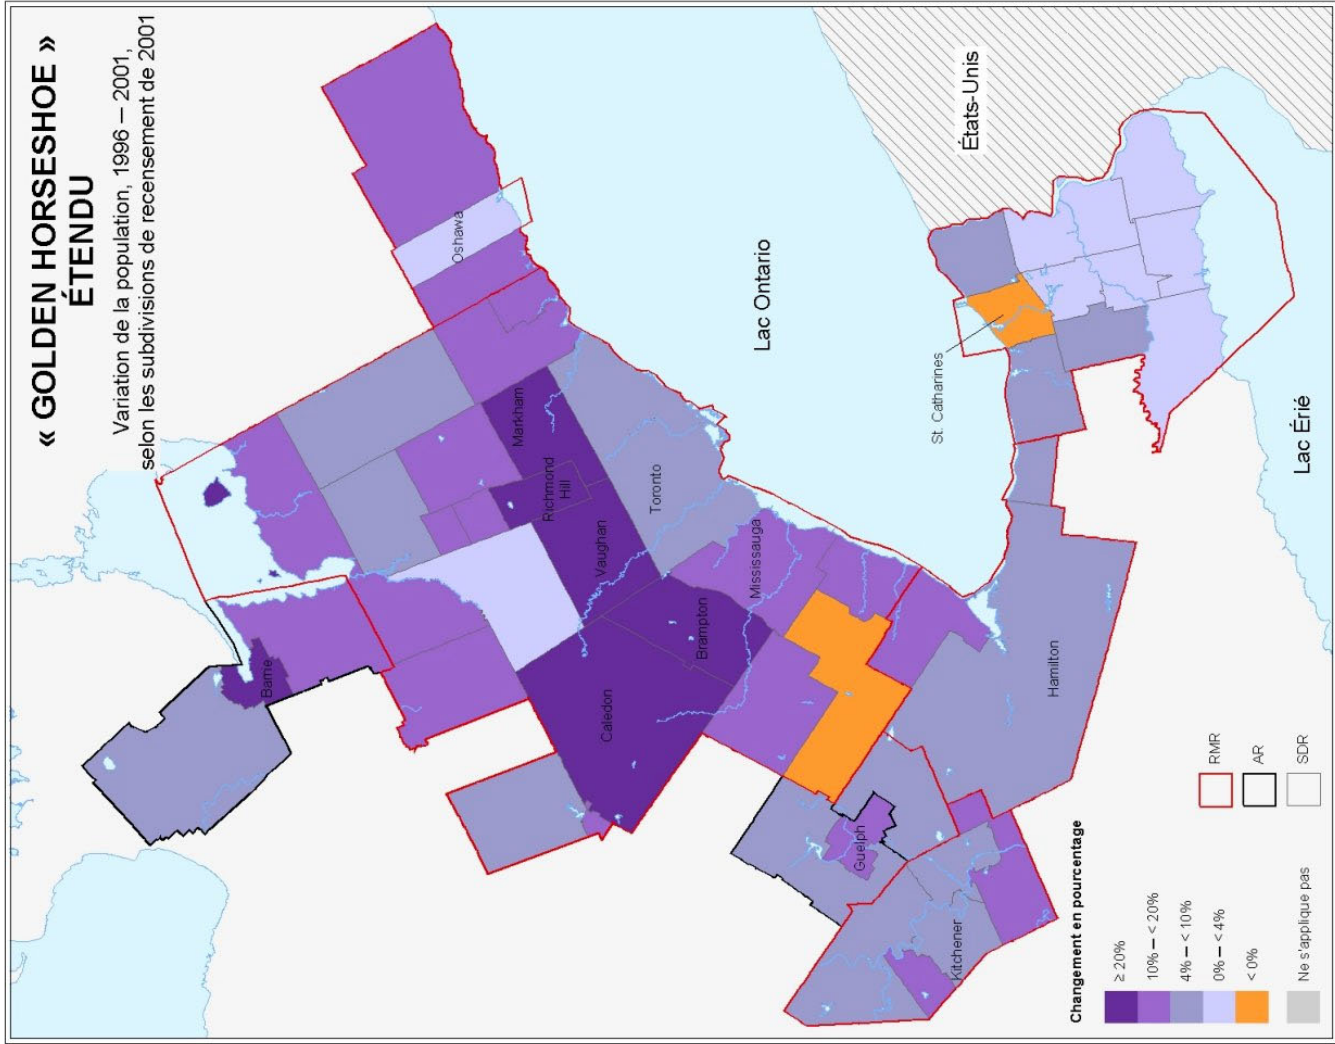 « GOLDEN HORSESHOE »
ÉTENDU
Variation de la population, 1996 – 2001,
selon les subdivisions de recensement de 2001
Barrie
Oshawa
Markham
Richmond
Hill
Vaughan
Toronto
Caledon
Brampton
Mississauga
Guelph
Kitchener
Hamilton
St. Catharines
Lac Ontario
États-Unis
Lac Érié
Changement en pourcentage
≥ 20%
10% – < 20%
4% – < 10%
0% – < 4%
< 0%
Ne s'applique pas
RMR
AR
SDR